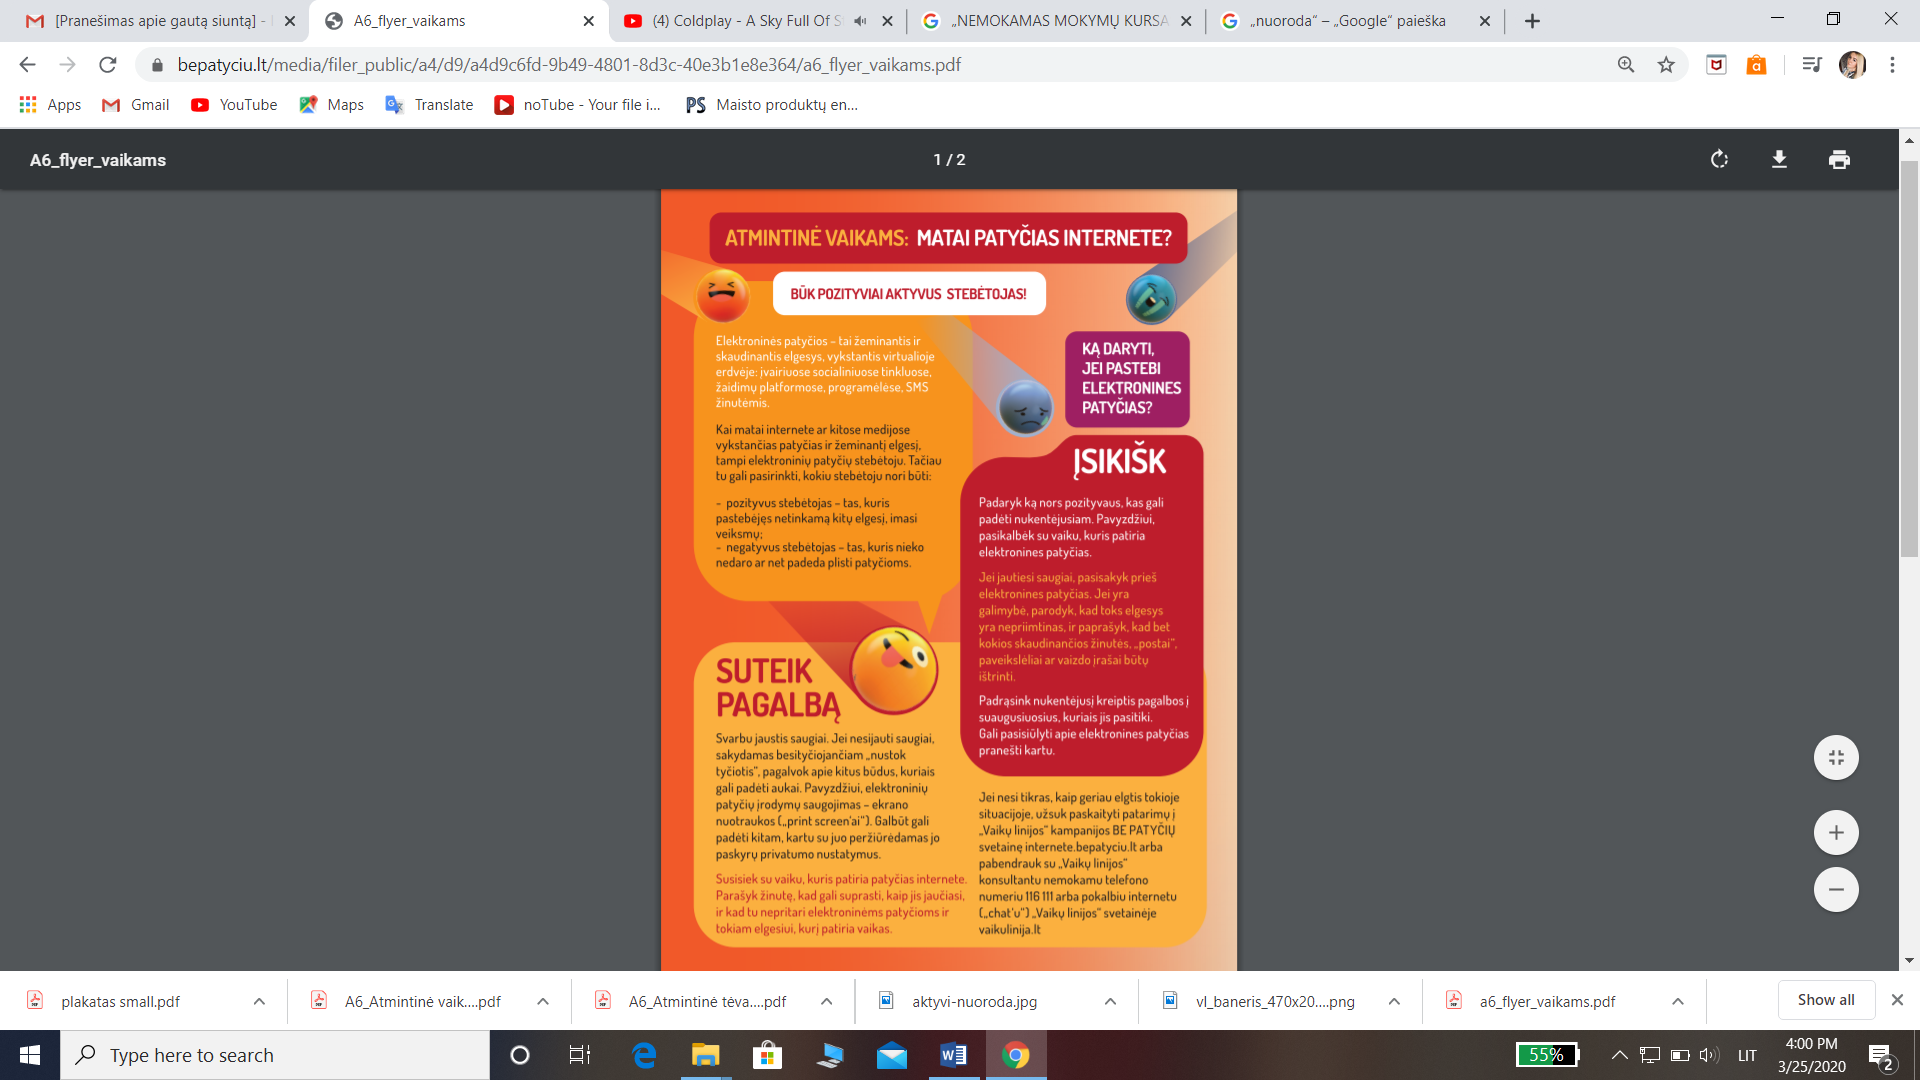 [Pranešimas apie gautą siuntą] -
A6_flyer_vaikams
(4) Coldplay - A Sky Full Of S
„NEMOKAMAS MOKYMŲ KURSA
„nuoroda“ – „Google“ paieška
bepatyciu.lt/media/filer_public/a4/d9/a4d9c6fd-9b49-4801-8d3c-40e3b1e8e364/a6_flyer_vaikams.pdf
Apps
Gmail
YouTube
Maps
Translate
noTube - Your file i...
PS Maisto produktų en...
A6_flyer_vaikams
1 / 2
ATMINTINĖ VAIKAMS: MATAI PATYČIAS INTERNETE?
BŪK POZITYVIAI AKTYVUS STEBĖTOJAS!
Elektroninės patyčios – tai žeminantis ir
skaudinantis elgesys, vykstantis virtualioje
erdvėje: įvairiuose socialiniuose tinkluose,
žaidimų platformose, programėlėse, SMS
žinutėmis.
Kai matai internete ar kitose medijose
vykstančias patyčias ir žeminantį elgesį,
tampi elektroninių patyčių stebėtoju. Tačiau
tu gali pasirinkti, kokiu stebėtoju nori būti:
- pozityvus stebėtojas – tas, kuris
pastebėjęs netinkamą kitų elgesį, imasi
veiksmų;
- negatyvus stebėtojas – tas, kuris nieko
nedaro ar net padeda plisti patyčioms.
KĄ DARYTI,
JEI PASTEBI
ELEKTRONINES
PATYČIAS?
ĮSIKIŠK
Padaryk ką nors pozityvaus, kas gali
padėti nukentėjusiam. Pavyzdžiui,
pasikalbėk su vaiku, kuris patiria
elektronines patyčias.
Jei jautiesi saugiai, pasisakyk prieš
elektronines patyčias. Jei yra
galimybė, parodyk, kad toks elgesys
yra nepriimtinas, ir paprašyk, kad bet
kokios skaudinančios žinutės, „postai“,
paveikslėliai ar vaizdo įrašai būtų
ištrinti.
Padrąsink nukentėjusį kreiptis pagalbos į
suaugusiuosius, kuriais jis pasitiki.
Gali pasisiūlyti apie elektronines patyčias
pranešti kartu.
SUTEIK
PAGALBĄ
Svarbu jaustis saugiai. Jei nesijauti saugiai,
sakydamas besityčiojančiam „nustok
tyčiotis“, pagalvok apie kitus būdus, kuriais
gali padėti aukai. Pavyzdžiui, elektroninių
patyčių įrodymų saugojimas – ekrano
nuotraukos („print screen‘ai“). Galbūt gali
padėti kitam, kartu su juo peržiūrėdamas jo
paskyrų privatumo nustatymus.
Susisiek su vaiku, kuris patiria patyčias internete.
Parašyk žinutę, kad gali suprasti, kaip jis jaučiasi,
ir kad tu nepritari elektroninėms patyčioms ir
tokiam elgesiui, kurį patiria vaikas.
Jei nesi tikras, kaip geriau elgtis tokioje
situacijoje, užsuk paskaityti patarimų į
„Vaikų linijos“ kampanijos BE PATYČIŲ
svetainę internete.bepatyciu.lt arba
pabendrauk su „Vaikų linijos“
konsultantu nemokamu telefono
numeriu 116 111 arba pokalbiu internetu
(„chat‘u“) „Vaikų linijos“ svetainėje
vaikulinija.lt
plakatas small.pdf
A6_Atmintinė vaik....pdf
A6_Atmintinė tėva....pdf
aktyvi-nuoroda.jpg
vl_baneris_470x20....png
a6_flyer_vaikams.pdf
Show all
Type here to search
55%
LIT
4:00 PM
3/25/2020
2